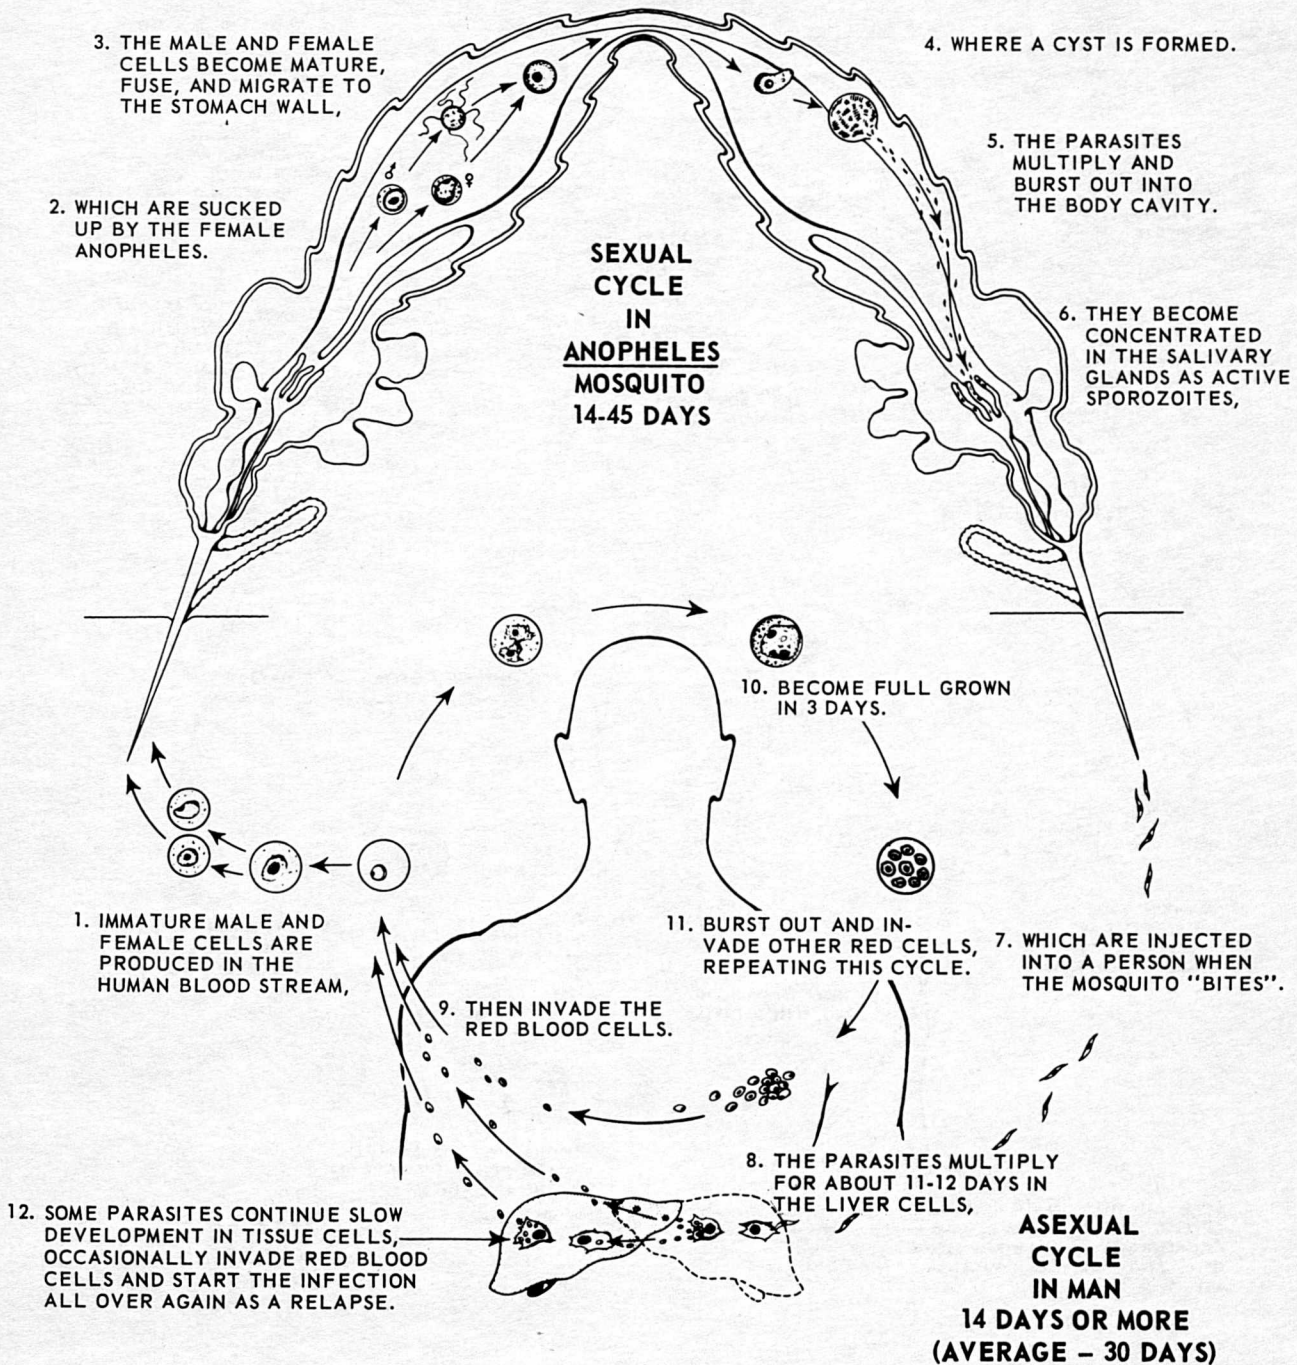 3. THE MALE AND FEMALE
CELLS BECOME MATURE,
FUSE, AND MIGRATE TO
THE STOMACH WALL,
4. WHERE A CYST IS FORMED.
5. THE PARASITES
MULTIPLY AND
BURST OUT INTO
THE BODY CAVITY.
2. WHICH ARE SUCKED
UP BY THE FEMALE
ANOPHELES.
♂
♀
SEXUAL
CYCLE
IN
ANOPHELES
MOSQUITO
14-45 DAYS
6. THEY BECOME
CONCENTRATED
IN THE SALIVARY
GLANDS AS ACTIVE
SPOROZOITES,
10. BECOME FULL GROWN
IN 3 DAYS.
1. IMMATURE MALE AND
FEMALE CELLS ARE
PRODUCED IN THE
HUMAN BLOOD STREAM,
11. BURST OUT AND IN-
VADE OTHER RED CELLS,
REPEATING THIS CYCLE.
7. WHICH ARE INJECTED
INTO A PERSON WHEN
THE MOSQUITO "BITES".
9. THEN INVADE THE
RED BLOOD CELLS.
8. THE PARASITES MULTIPLY
FOR ABOUT 11-12 DAYS IN
THE LIVER CELLS,
12. SOME PARASITES CONTINUE SLOW
DEVELOPMENT IN TISSUE CELLS,
OCCASIONALLY INVADE RED BLOOD
CELLS AND START THE INFECTION
ALL OVER AGAIN AS A RELAPSE.
ASEXUAL
CYCLE
IN MAN
14 DAYS OR MORE
(AVERAGE – 30 DAYS)